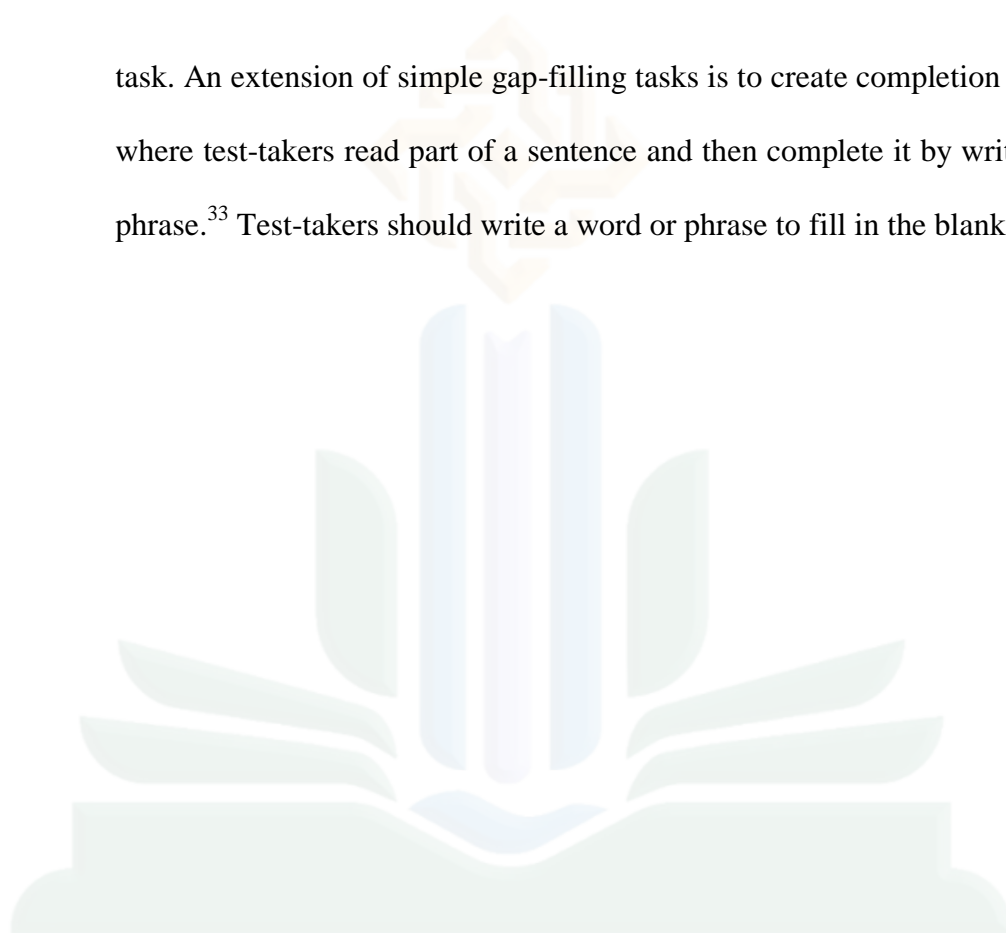 task. An extension of simple gap-filling tasks is to create completion
where test-takers read part of a sentence and then complete it by
phrase.33 Test-takers should write a word or phrase to fill in the blank